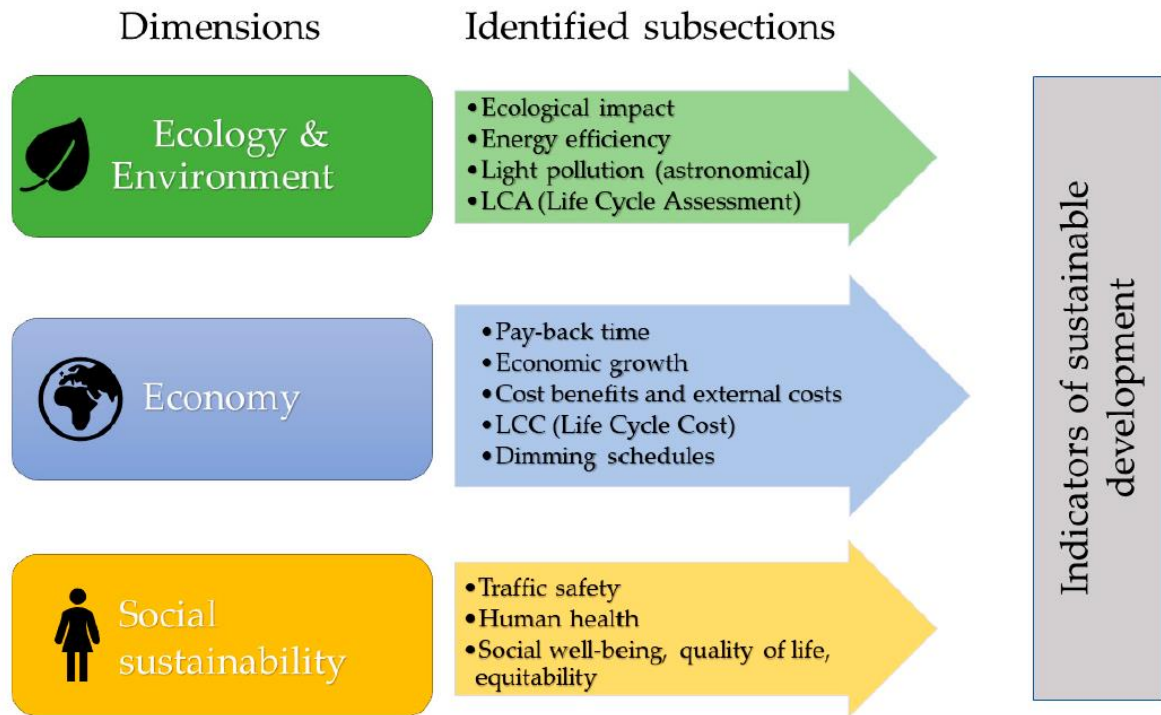 Dimensions
Identified subsections
Ecology &
Environment
•Ecological impact
•Energy efficiency
•Light pollution (astronomical)
•LCA (Life Cycle Assessment)
Economy
•Pay-back time
•Economic growth
•Cost benefits and external costs
•LCC (Life Cycle Cost)
•Dimming schedules
Social
sustainability
•Traffic safety
•Human health
•Social well-being, quality of life,
equitability
Indicators of sustainable
development